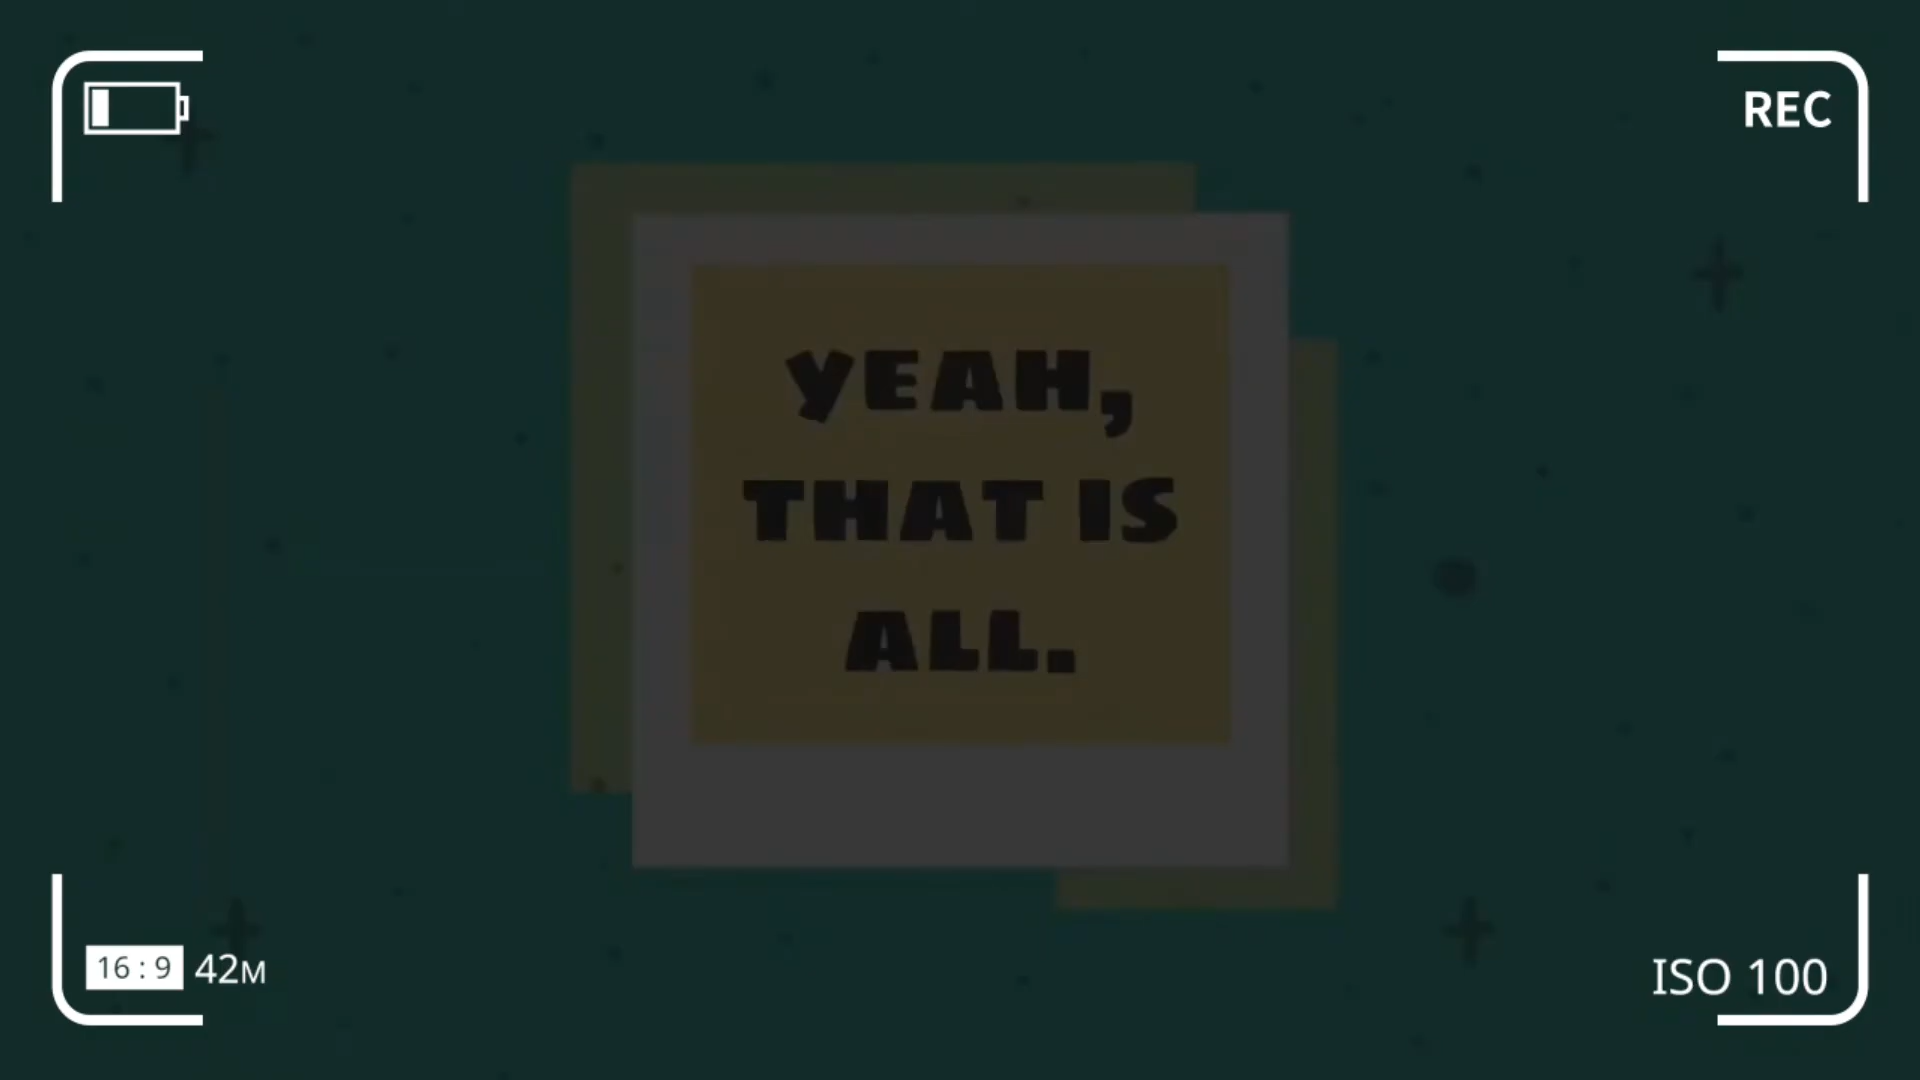 REC
YEAH,
THAT IS
ALL.
16 : 9 42M
ISO 100